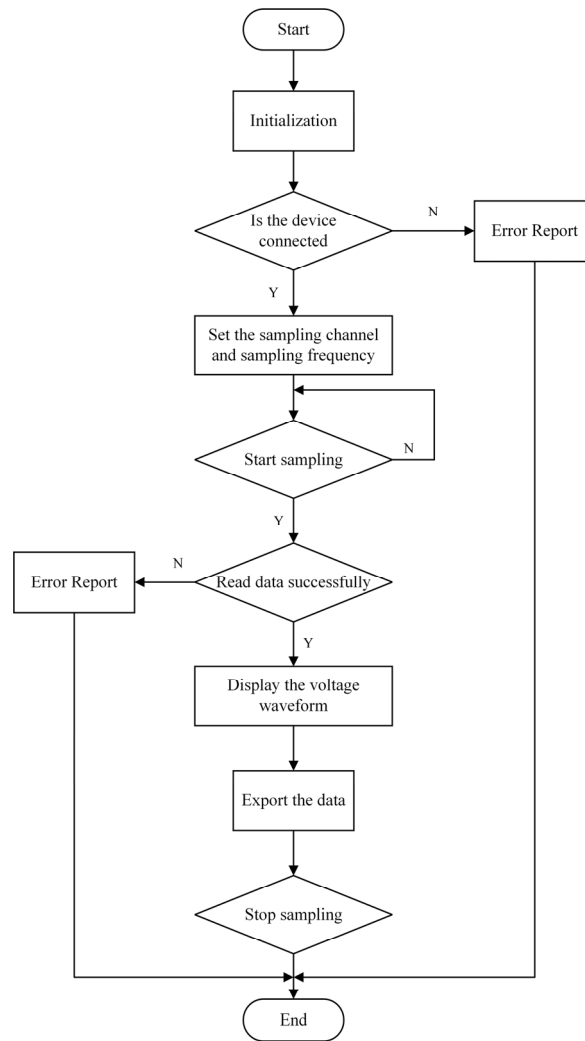 Start
Initialization
Is the device
connected
N
Error Report
Y
Set the sampling channel
and sampling frequency
Start sampling
N
Y
Error Report
N
Read data successfully
Y
Display the voltage
waveform
Export the data
Stop sampling
End